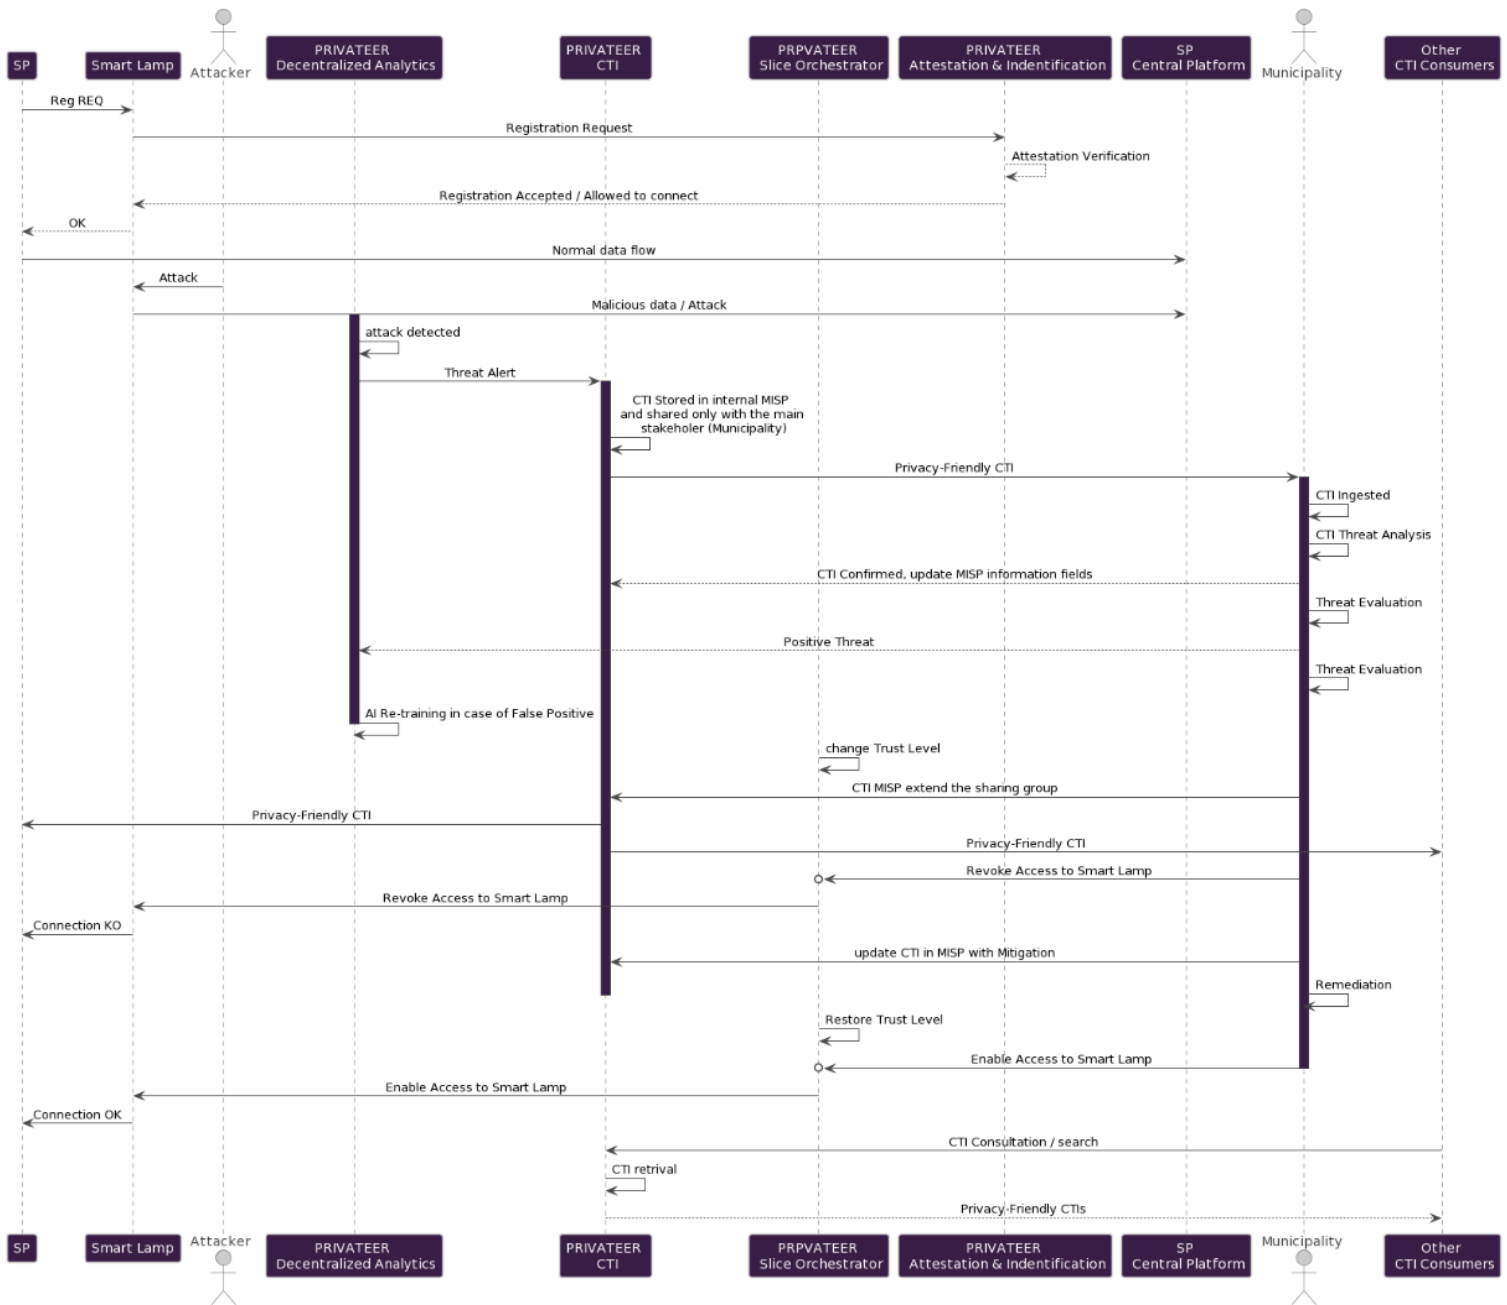 SP
Smart Lamp
Attacker
PRIVATEER
Decentralized Analytics
PRIVATEER
CTI
PRPVATEER
Slice Orchestrator
PRIVATEER
Attestation & Indentification
SP
Central Platform
Municipality
Other
CTI Consumers
Reg REQ
Registration Request
Attestation Verification
Registration Accepted / Allowed to connect
OK
Normal data flow
Attack
Malicious data / Attack
attack detected
Threat Alert
CTI Stored in internal MISP
and shared only with the main
stakeholer (Municipality)
Privacy-Friendly CTI
CTI Ingested
CTI Threat Analysis
CTI Confirmed, update MISP information fields
Threat Evaluation
Positive Threat
Threat Evaluation
AI Re-training in case of False Positive
change Trust Level
CTI MISP extend the sharing group
Privacy-Friendly CTI
Privacy-Friendly CTI
Revoke Access to Smart Lamp
Revoke Access to Smart Lamp
Connection KO
update CTI in MISP with Mitigation
Remediation
Restore Trust Level
Enable Access to Smart Lamp
Enable Access to Smart Lamp
Connection OK
CTI Consultation / search
CTI retrival
Privacy-Friendly CTIs
SP
Smart Lamp
Attacker
PRIVATEER
Decentralized Analytics
PRIVATEER
CTI
PRPVATEER
Slice Orchestrator
PRIVATEER
Attestation & Indentification
SP
Central Platform
Municipality
Other
CTI Consumers